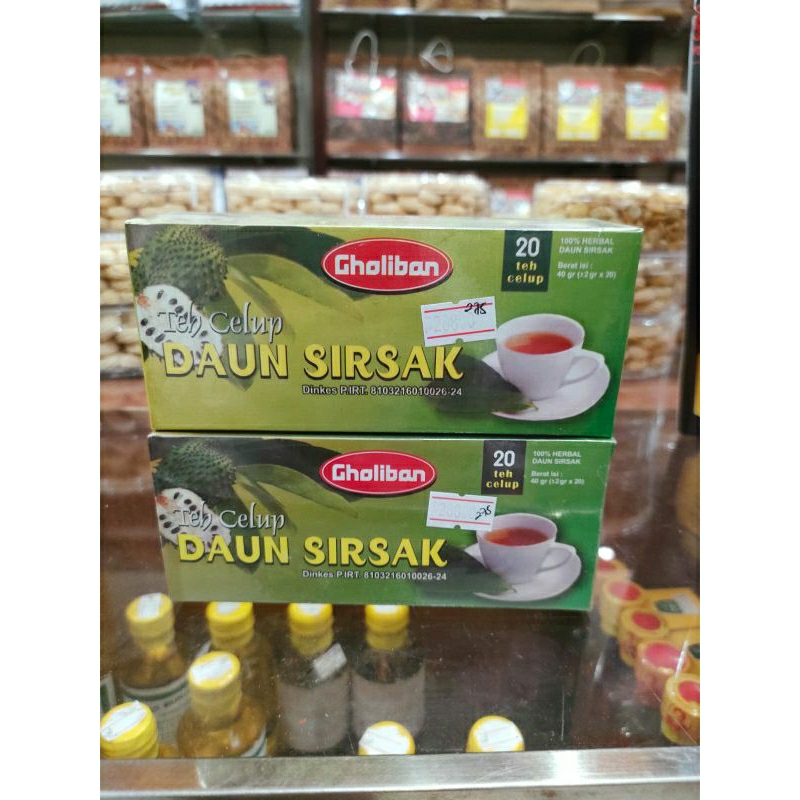 Gholiban
20
teh
celup
100% HERBAL
DAUN SIRSAK
Berat isi :
40 gr (±2gr x 20)
275
Teh Celup
DAUN SIRSAK
Dinkes P.IRT. 8103216010026-24
Gholiban
20
teh
celup
100% HERBAL
DAUN SIRSAK
Berat isi :
40 gr (±2gr x 20)
275
Teh Celup
DAUN SIRSAK
Dinkes P.IRT. 8103216010026-24